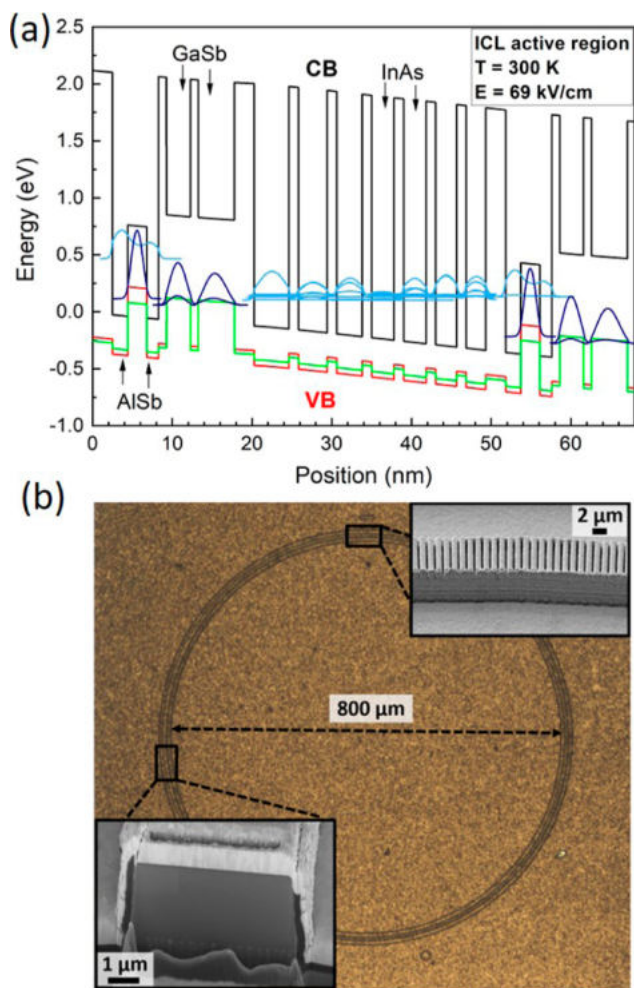 (a)
GaSb
CB
InAs
ICL active region
T = 300 K
E = 69 kV/cm
2.5
2.0
1.5
1.0
0.5
0.0
-0.5
-1.0
Energy (eV)
AlSb
VB
0
10
20
30
40
50
60
Position (nm)
(b)
2 µm
800 µm
1 µm